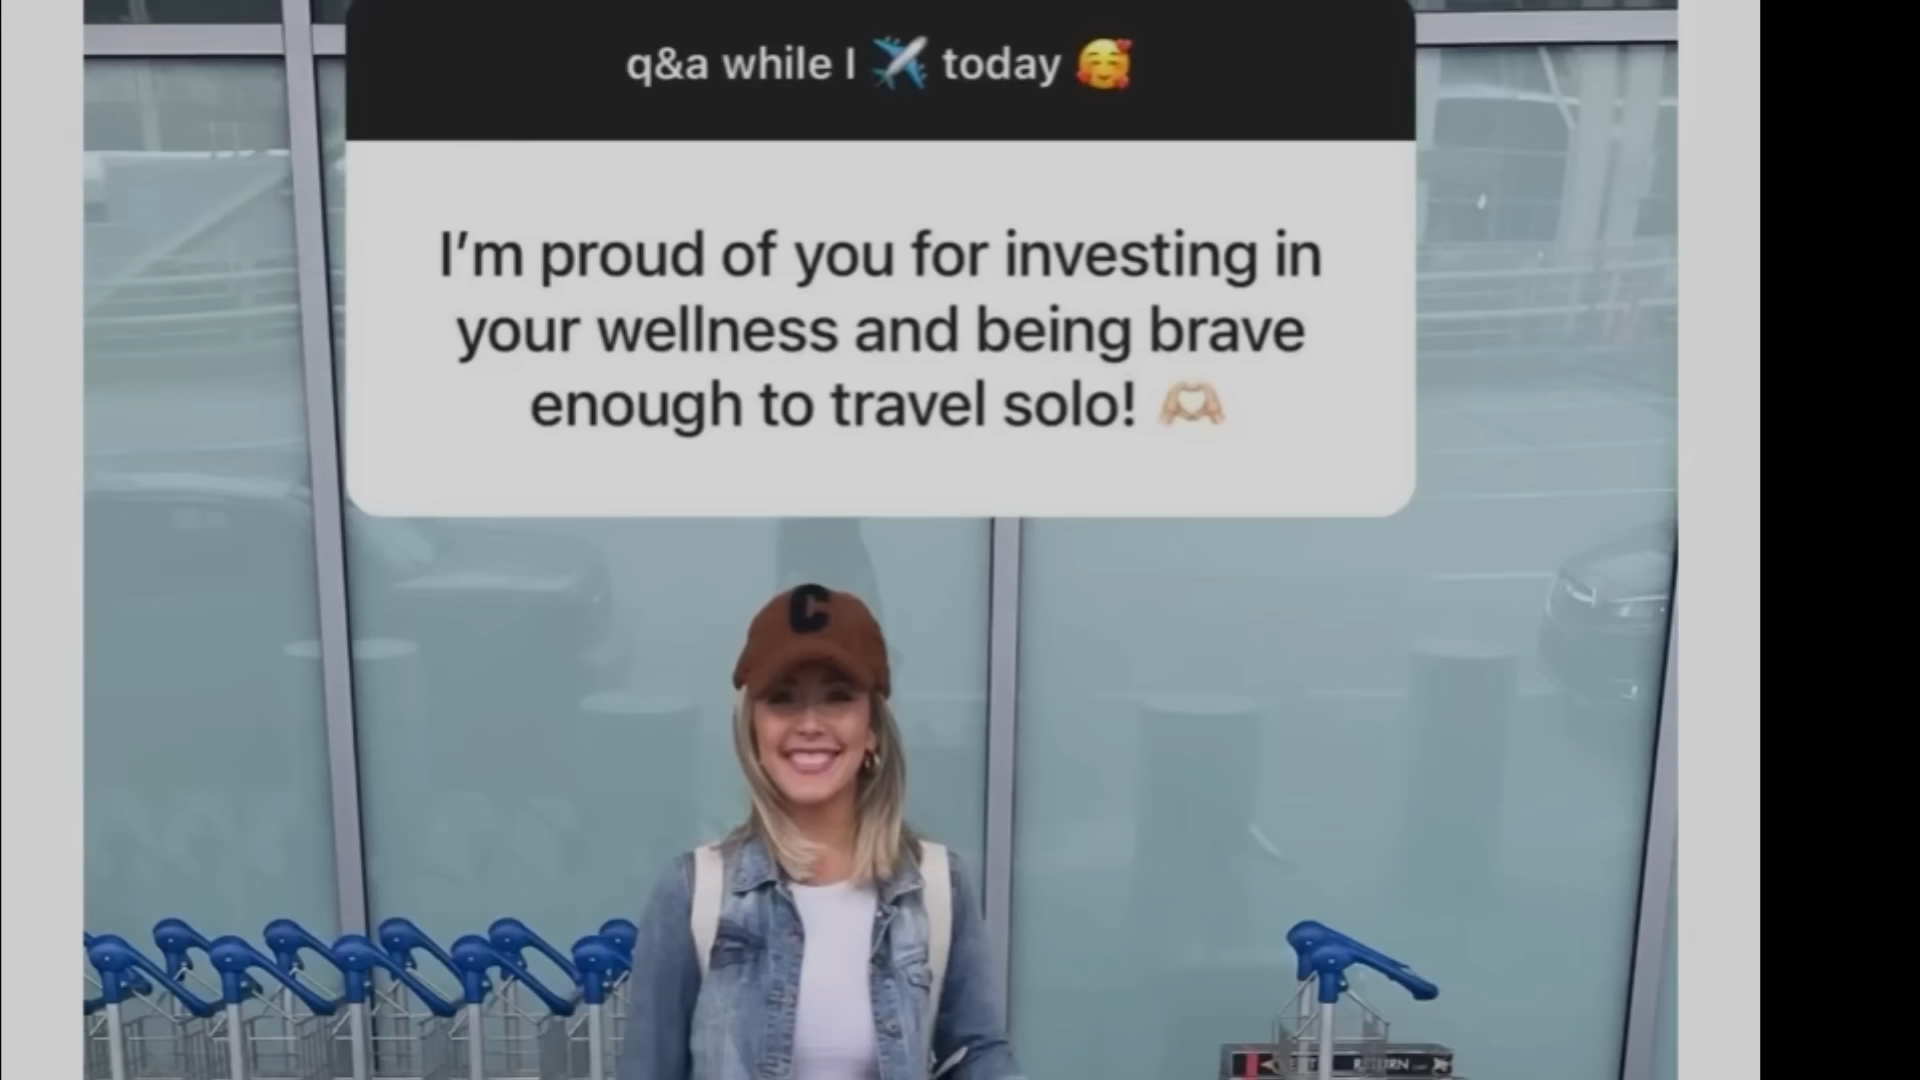 q&a while I ✈️ today 🥰
I’m proud of you for investing in
your wellness and being brave
enough to travel solo! 🫶🏼
C
RETURN